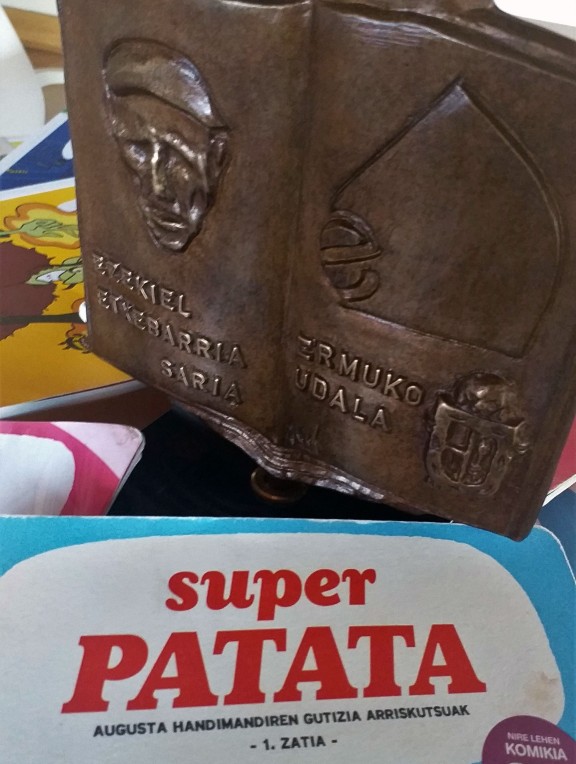 EZEKIEL
ETXEBARRIA
SARIA
ERMUKO
UDALA
super
PATATA
AUGUSTA HANDIMANDIREN GUTIZIA ARRISKUTSUAK
- 1. ZATIA -
NIRE LEHEN
KOMIKIA